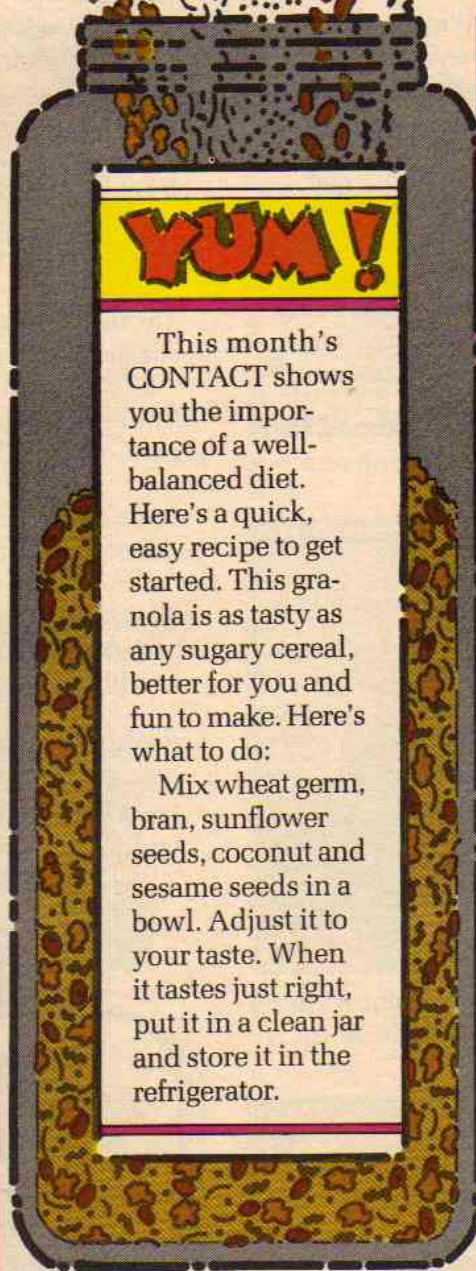 YUM!
This month's
CONTACT shows
you the impor-
tance of a well-
balanced diet.
Here's a quick,
easy recipe to get
started. This gra-
nola is as tasty as
any sugary cereal,
better for you and
fun to make. Here's
what to do:
Mix wheat germ,
bran, sunflower
seeds, coconut and
sesame seeds in a
bowl. Adjust it to
your taste. When
it tastes just right,
put it in a clean jar
and store it in the
refrigerator.